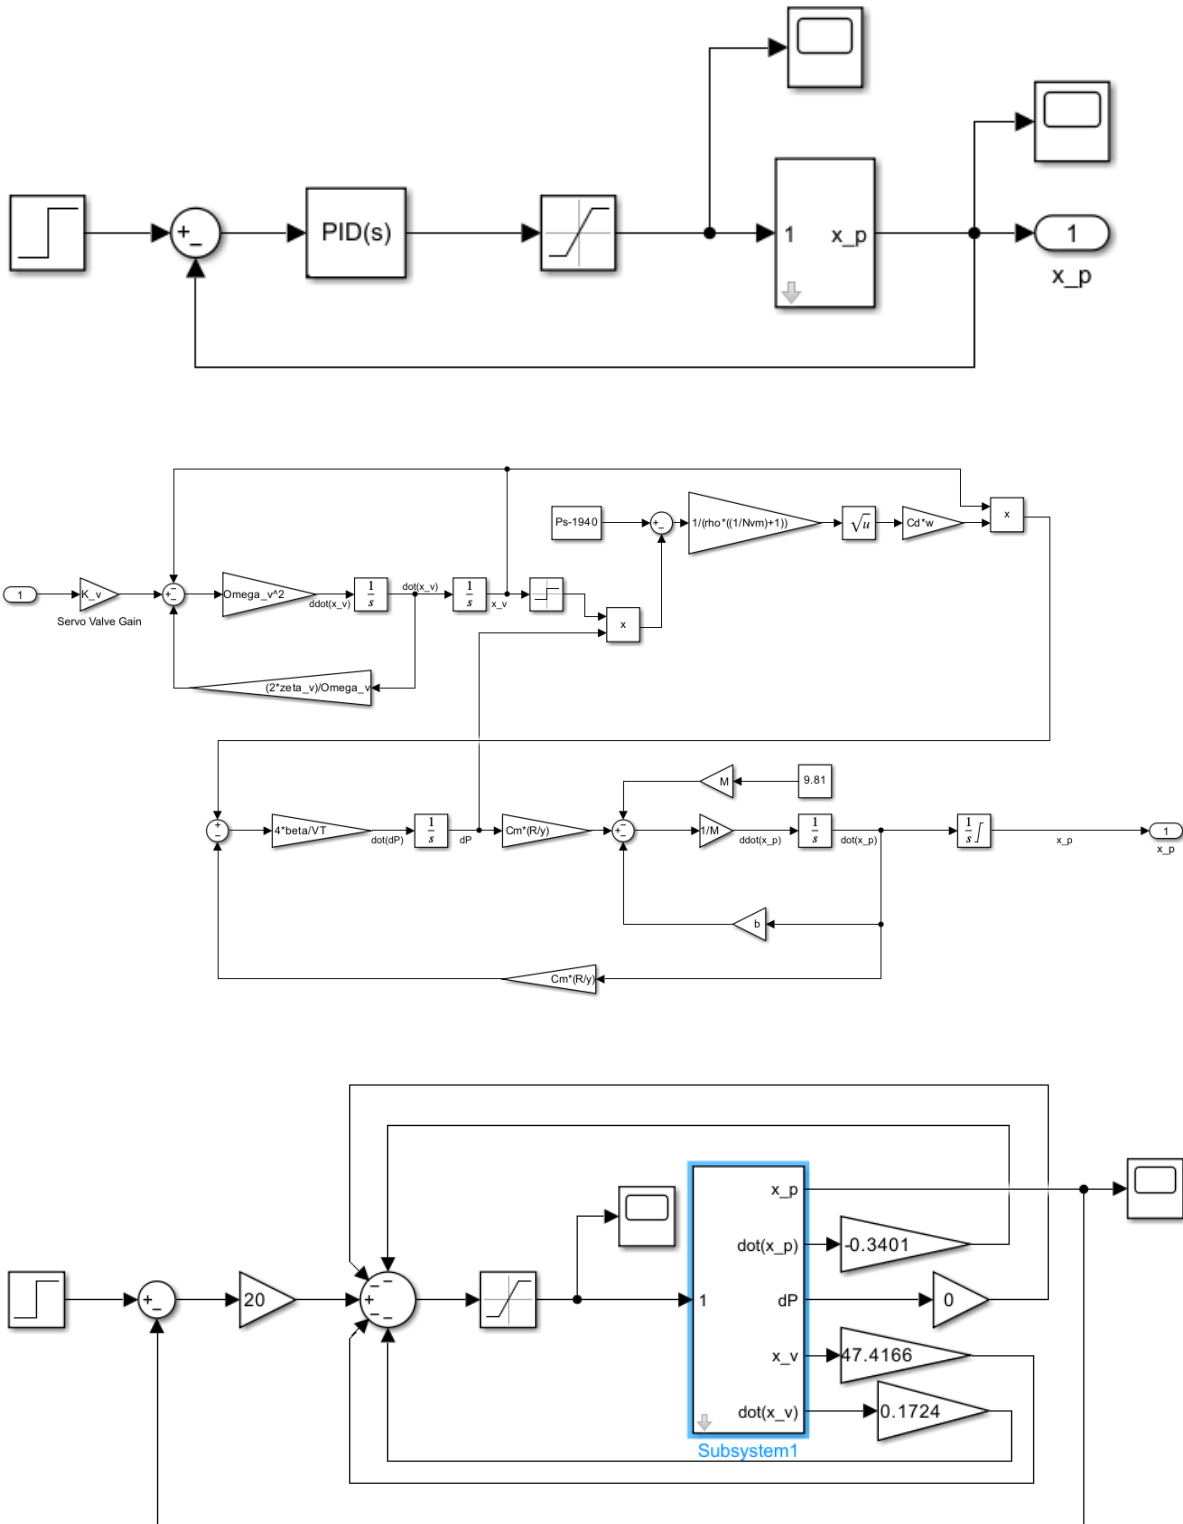 + −
PID(s)
1 x_p
1
x_p
Ps-1940
+ −
1/(rho*((1/Nvm)+1))
√u
Cd*w
x
1
K_v
+ − −
Omega_v^2
ddot(x_v)
1/s
dot(x_v)
1/s
x_v
x
Servo Valve Gain
(2*zeta_v)/Omega_v
M
9.81
+ −
4*beta/VT
dot(dP)
1/s
dP
Cm*(R/y)
+ − −
1/M
ddot(x_p)
1/s
dot(x_p)
1/s
x_p
1
x_p
b
Cm*(R/y)
x_p
dot(x_p)
-0.3401
+ −
20
− −
+
− −
1
dP
0
x_v
47.4166
dot(x_v)
0.1724
Subsystem1